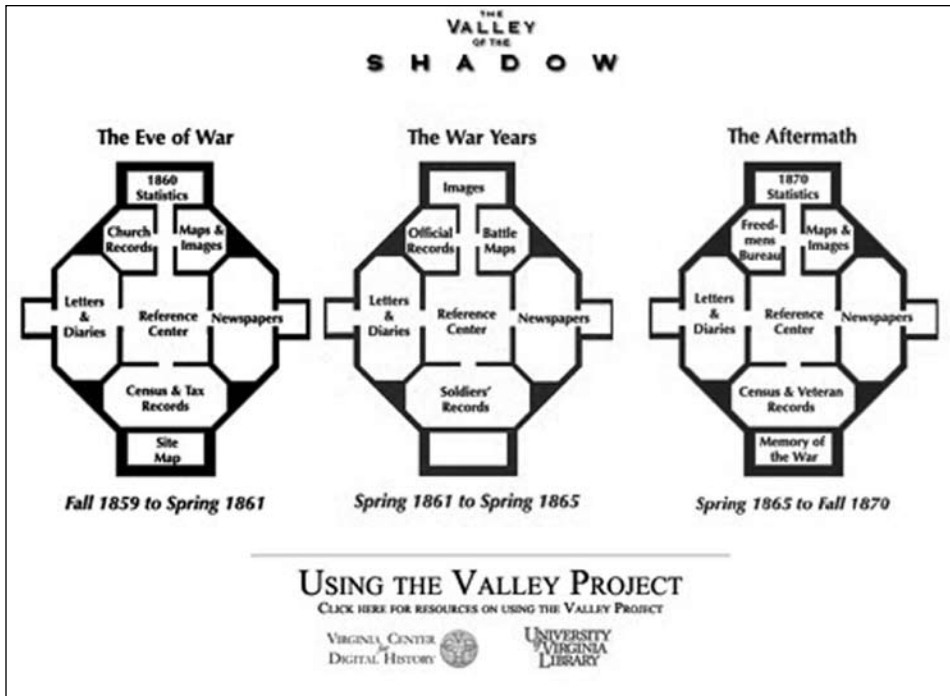 THE
VALLEY
OF THE
SHADOW
The Eve of War
1860
Statistics
Church
Records
Maps &
Images
Letters
&
Diaries
Reference
Center
Newspapers
Census & Tax
Records
Site
Map
Fall 1859 to Spring 1861
The War Years
Images
Official
Records
Battle
Maps
Letters
&
Diaries
Reference
Center
Newspapers
Soldiers'
Records
Spring 1861 to Spring 1865
The Aftermath
1870
Statistics
Freed-
mens
Bureau
Maps &
Images
Letters
&
Diaries
Reference
Center
Newspapers
Census & Veteran
Records
Memory of
the War
Spring 1865 to Fall 1870
USING THE VALLEY PROJECT
CLICK HERE FOR RESOURCES ON USING THE VALLEY PROJECT
VIRGINIA CENTER
for
DIGITAL HISTORY
UNIVERSITY
of VIRGINIA
LIBRARY